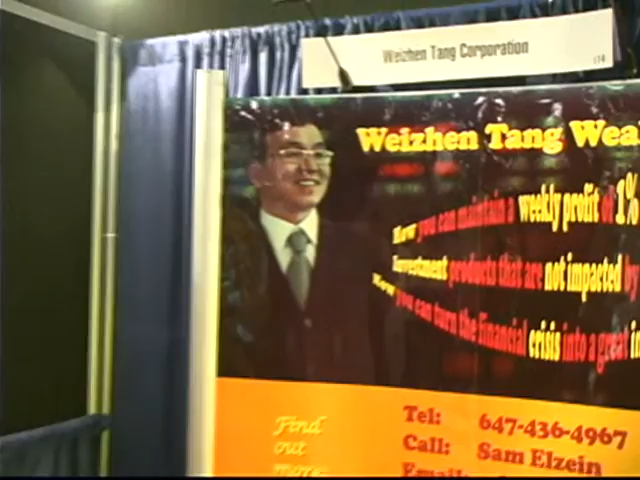 Weizhen Tang Corporation
Weizhen Tang
How you can maintain a weekly profit of 1%
Investment products that are not impacted by
How you can turn the financial crisis into a great
Find
out
more
Tel: 647-436-4967
Call: Sam Elzein
Email: